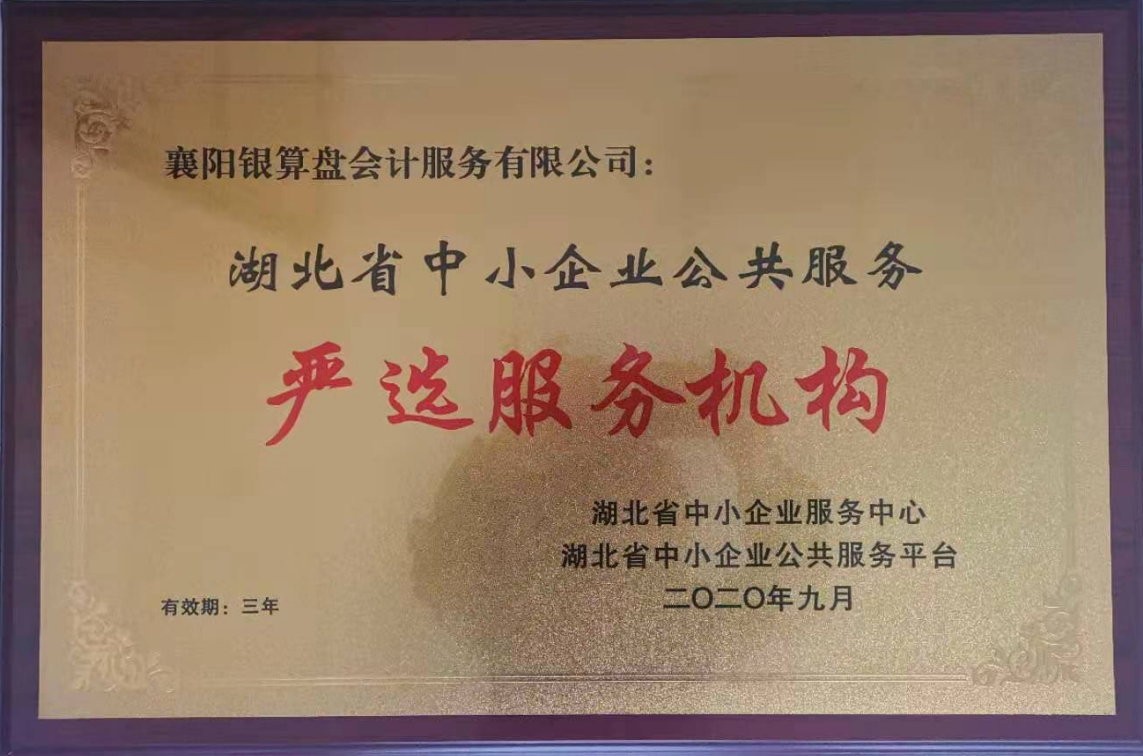 襄阳银算盘会计服务有限公司：
湖北省中小企业公共服务
严选服务机构
湖北省中小企业服务中心
湖北省中小企业公共服务平台
二〇二〇年九月
有效期：三年